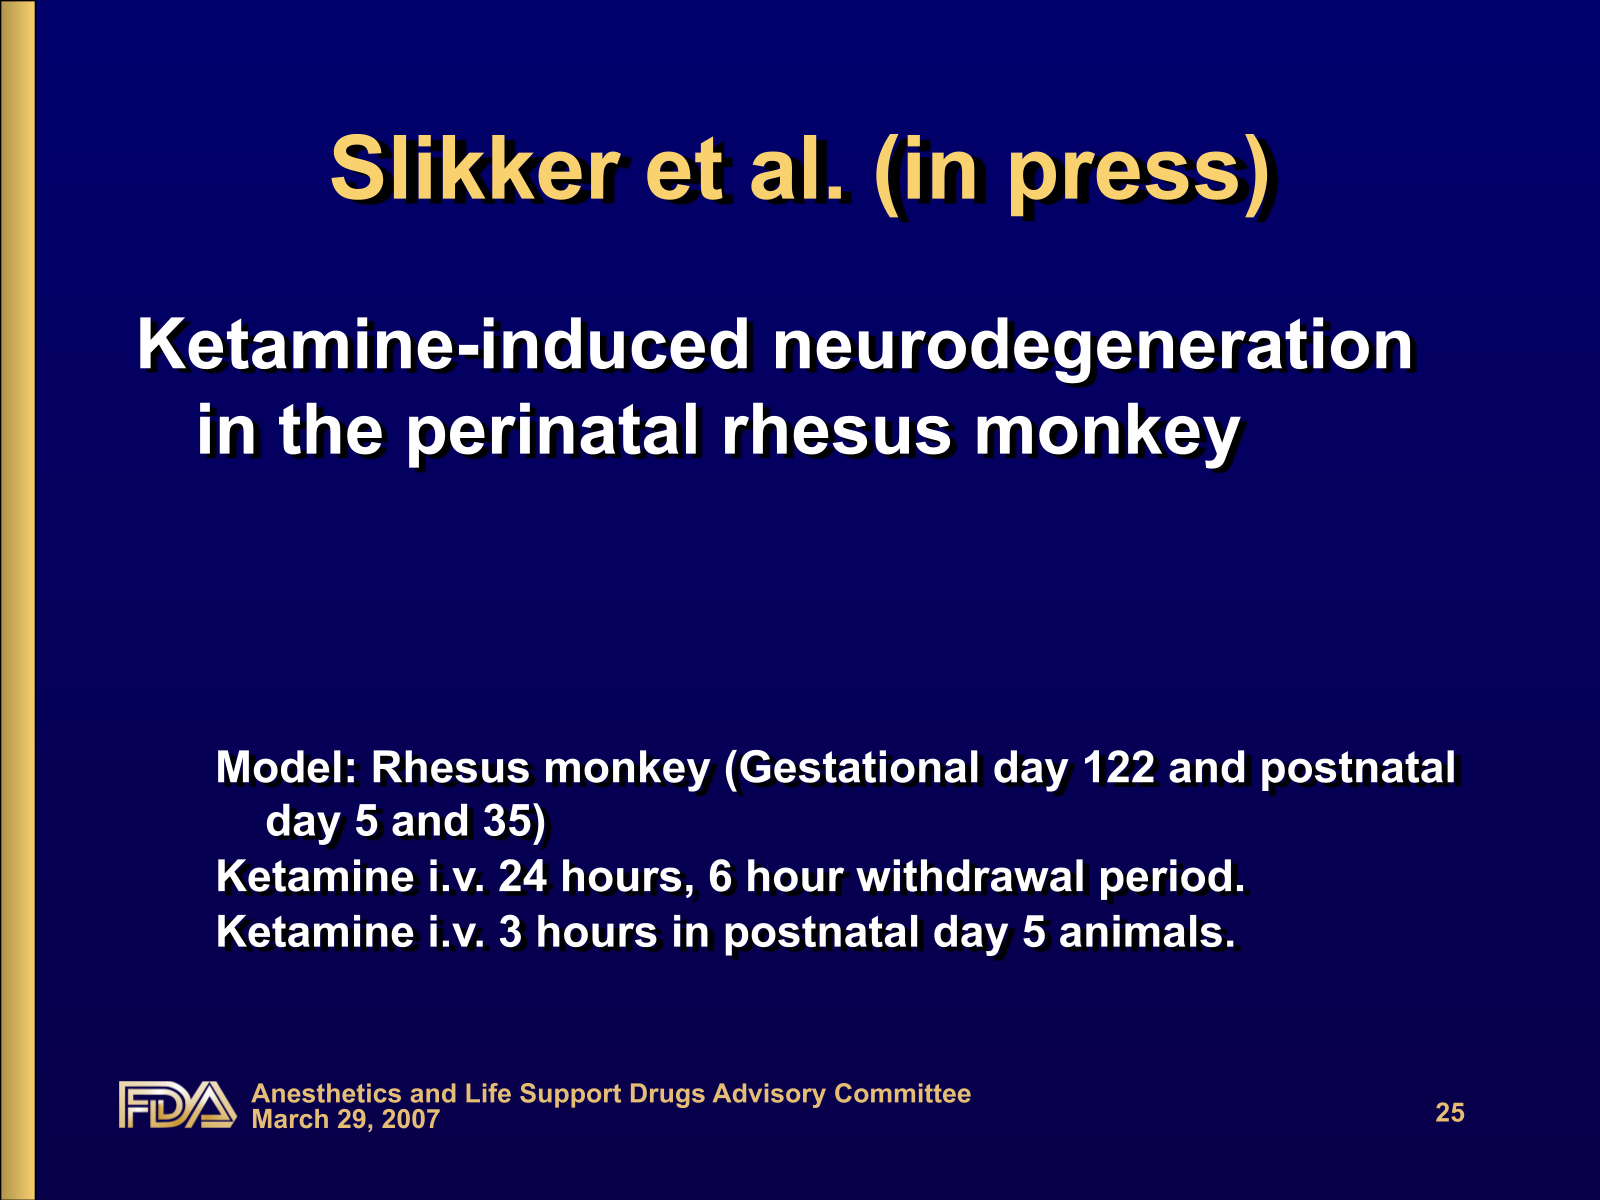 Slikker et al. (in press)
Ketamine-induced neurodegeneration
in the perinatal rhesus monkey
Model: Rhesus monkey (Gestational day 122 and postnatal
day 5 and 35)
Ketamine i.v. 24 hours, 6 hour withdrawal period.
Ketamine i.v. 3 hours in postnatal day 5 animals.
FDA
Anesthetics and Life Support Drugs Advisory Committee
March 29, 2007
25